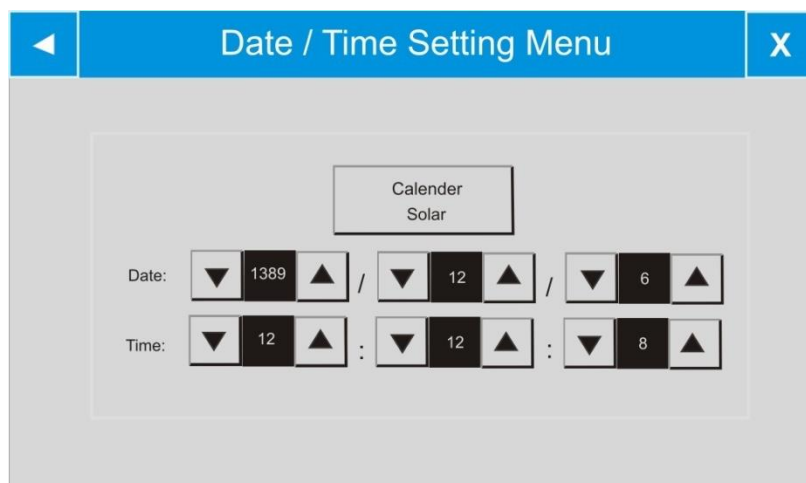 Date / Time Setting Menu X
Calender
Solar
Date: 1389 / 12 / 6
Time: 12 : 12 : 8